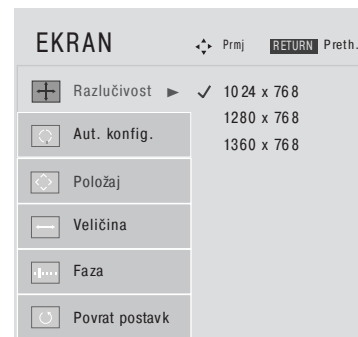 EKRAN Prmj RETURN Preth.
Razlučivost ► ✓ 1024 x 768
1280 x 768
Aut. konfig.
1360 x 768
Položaj
Veličina
Faza
Povrat postavk